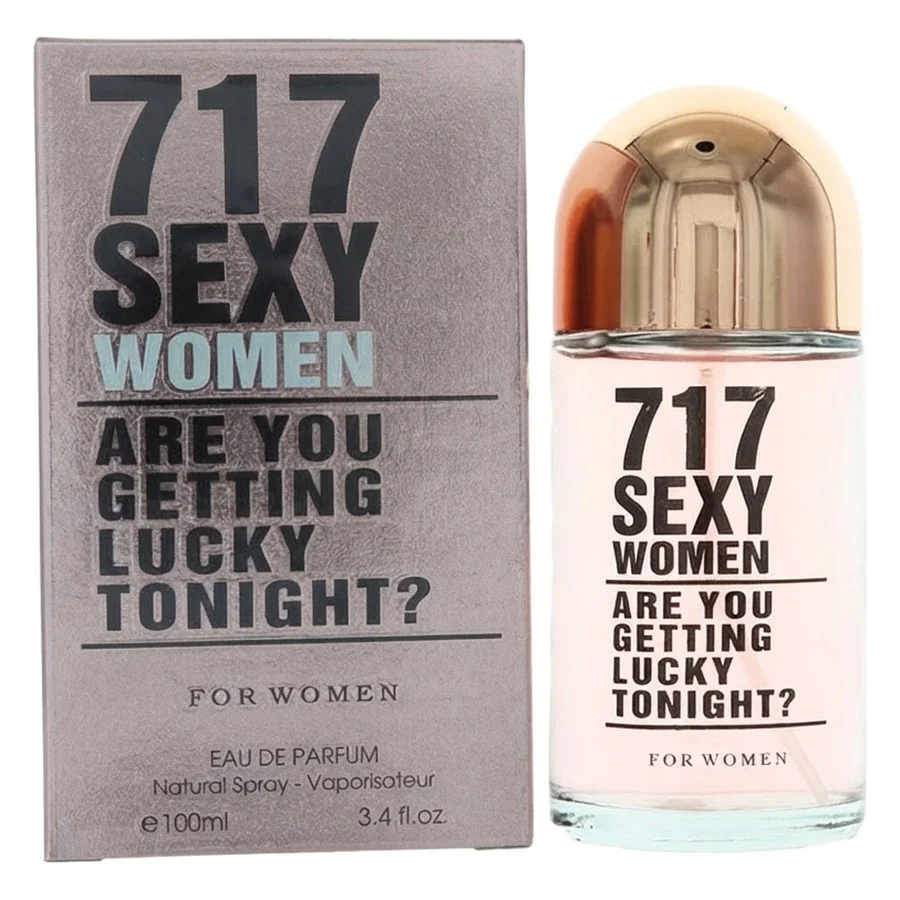 717
SEXY
WOMEN
ARE YOU
GETTING
LUCKY
TONIGHT?
FOR WOMEN
EAU DE PARFUM
Natural Spray - Vaporisateur
e100ml 3.4 fl.oz.
717
SEXY
WOMEN
ARE YOU
GETTING
LUCKY
TONIGHT?
FOR WOMEN